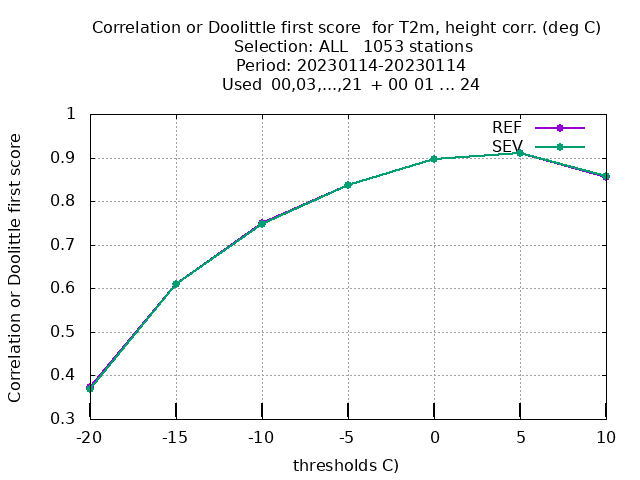 Correlation or Doolittle first score  for T2m, height corr. (deg C)
Selection: ALL   1053 stations
Period: 20230114-20230114
Used  00,03,...,21  + 00 01 ... 24
Correlation or Doolittle first score
1
0.9
0.8
0.7
0.6
0.5
0.4
0.3
REF
SEV
-20 -15 -10 -5 0 5 10
thresholds C)